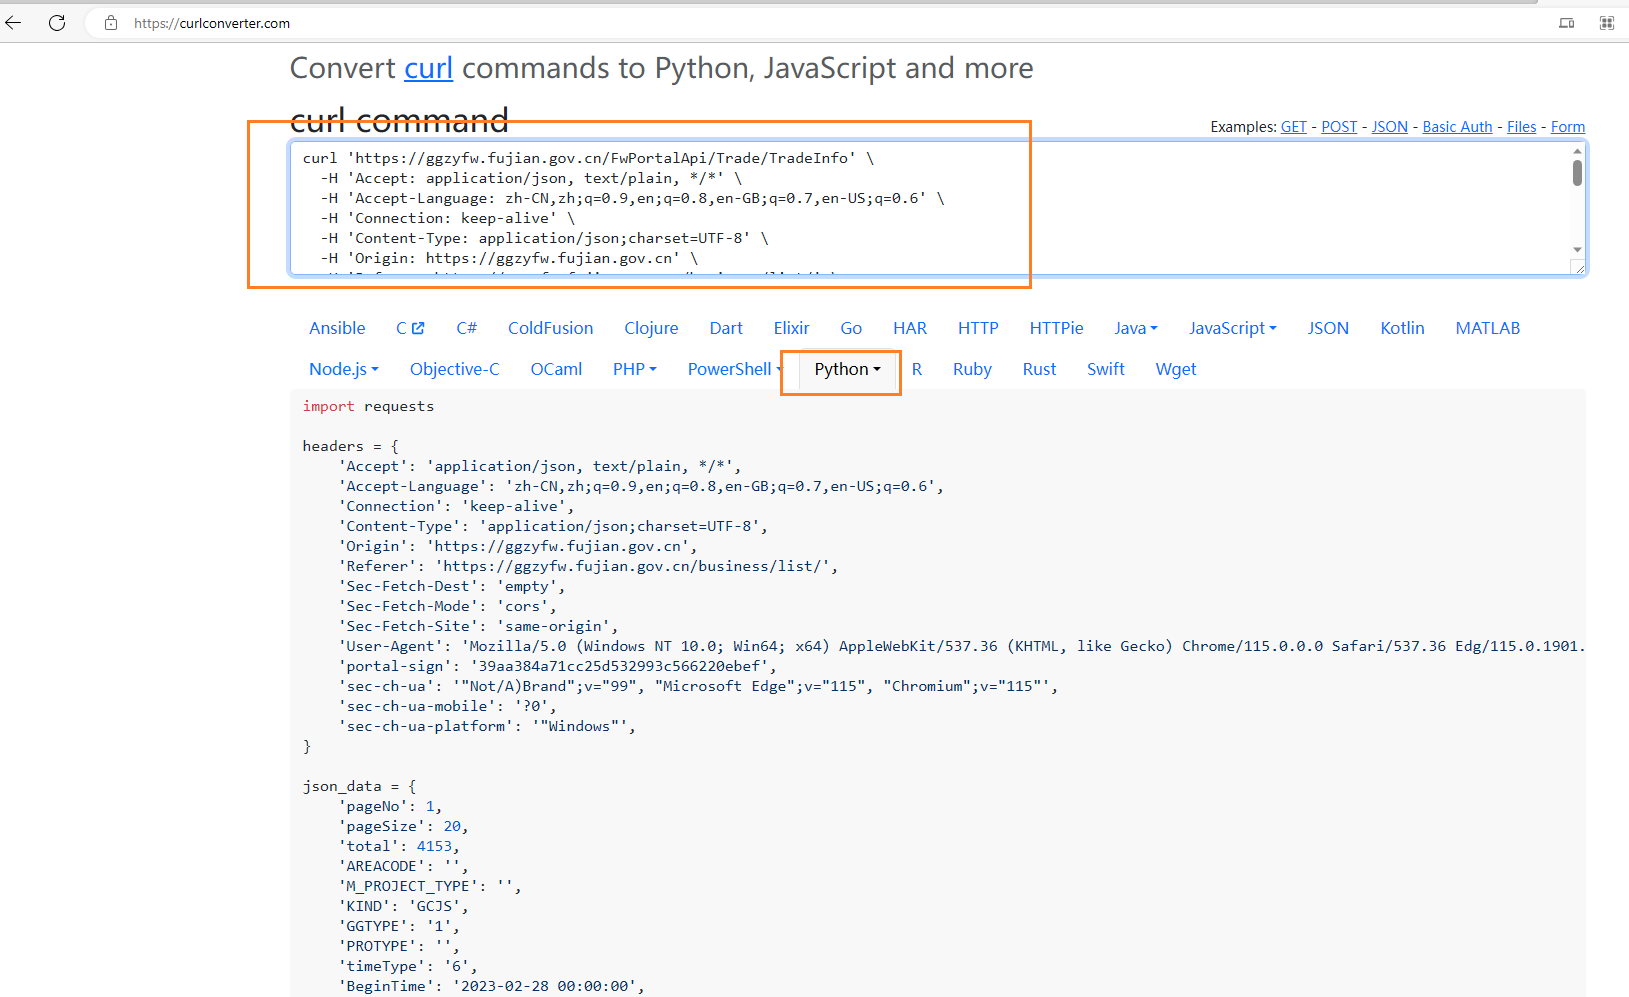 https://curlconverter.com
Convert curl commands to Python, JavaScript and more
curl command
Examples: GET - POST - JSON - Basic Auth - Files - Form
curl 'https://ggzyfw.fujian.gov.cn/FwPortalApi/Trade/TradeInfo' \
-H 'Accept: application/json, text/plain, */*' \
-H 'Accept-Language: zh-CN,zh;q=0.9,en;q=0.8,en-GB;q=0.7,en-US;q=0.6' \
-H 'Connection: keep-alive' \
-H 'Content-Type: application/json;charset=UTF-8' \
-H 'Origin: https://ggzyfw.fujian.gov.cn' \
Ansible C C# ColdFusion Clojure Dart Elixir Go HAR HTTP HTTPie Java JavaScript JSON Kotlin MATLAB
Node.js Objective-C OCaml PHP PowerShell Python R Ruby Rust Swift Wget
import requests
headers = {
'Accept': 'application/json, text/plain, */*',
'Accept-Language': 'zh-CN,zh;q=0.9,en;q=0.8,en-GB;q=0.7,en-US;q=0.6',
'Connection': 'keep-alive',
'Content-Type': 'application/json;charset=UTF-8',
'Origin': 'https://ggzyfw.fujian.gov.cn',
'Referer': 'https://ggzyfw.fujian.gov.cn/business/list/',
'Sec-Fetch-Dest': 'empty',
'Sec-Fetch-Mode': 'cors',
'Sec-Fetch-Site': 'same-origin',
'User-Agent': 'Mozilla/5.0 (Windows NT 10.0; Win64; x64) AppleWebKit/537.36 (KHTML, like Gecko) Chrome/115.0.0.0 Safari/537.36 Edg/115.0.1901.
'portal-sign': '39aa384a71cc25d532993c566220ebef',
'sec-ch-ua': '"Not/A)Brand";v="99", "Microsoft Edge";v="115", "Chromium";v="115"',
'sec-ch-ua-mobile': '?0',
'sec-ch-ua-platform': '"Windows"',
}
json_data = {
'pageNo': 1,
'pageSize': 20,
'total': 4153,
'AREACODE': '',
'M_PROJECT_TYPE': '',
'KIND': 'GCJS',
'GGTYPE': '1',
'PROTYPE': '',
'timeType': '6',
'BeginTime': '2023-02-28 00:00:00',